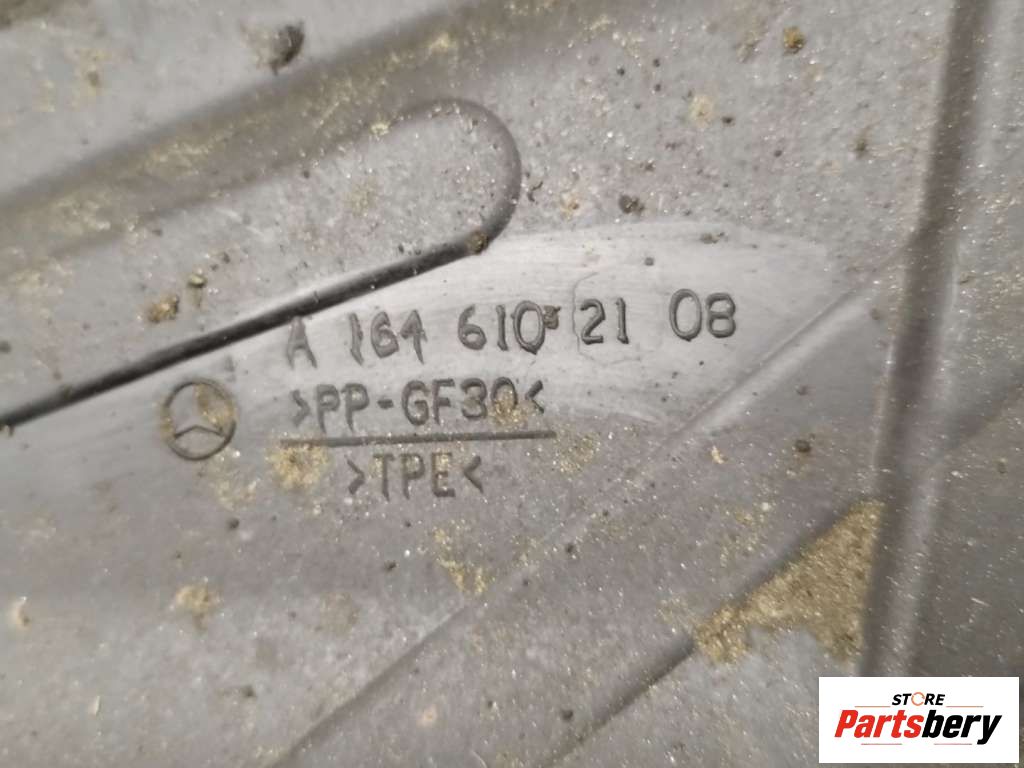 A 164 610 21 08
>PP-GF30<
>TPE<
STORE
Partsbery